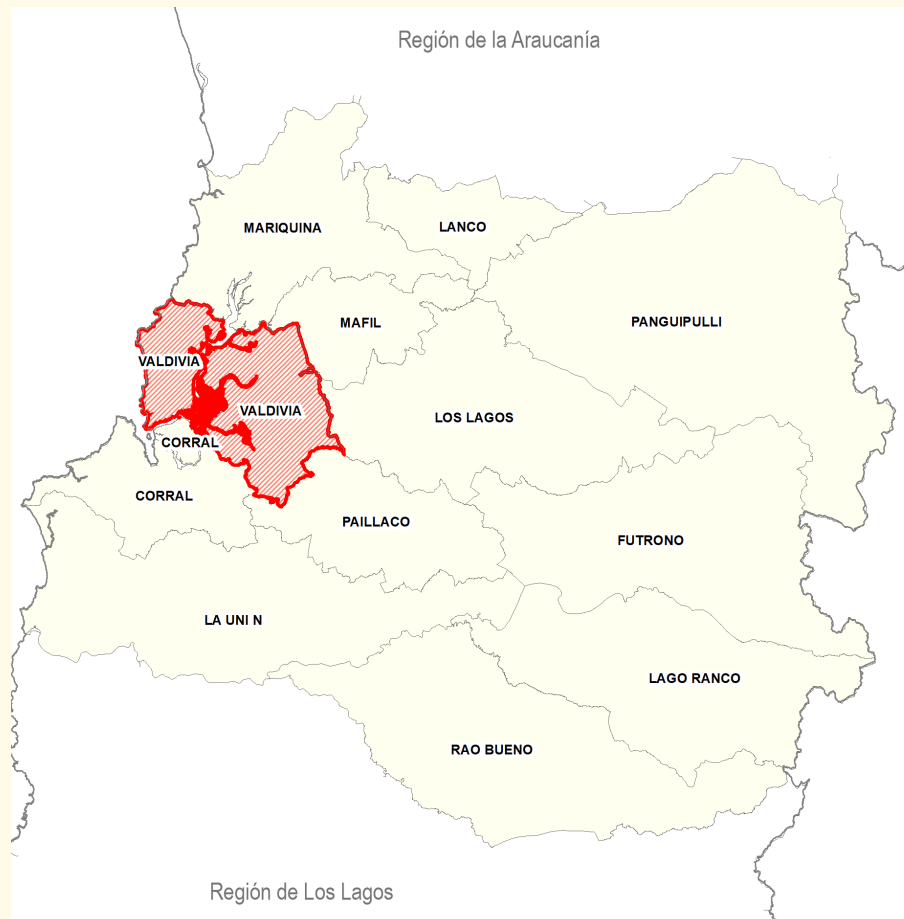 Región de la Araucanía
MARIQUINA
LANCO
MAFIL
PANGUIPULLI
VALDIVIA
VALDIVIA
LOS LAGOS
CORRAL
CORRAL
PAILLACO
FUTRONO
LA UNI N
LAGO RANCO
RAO BUENO
Región de Los Lagos